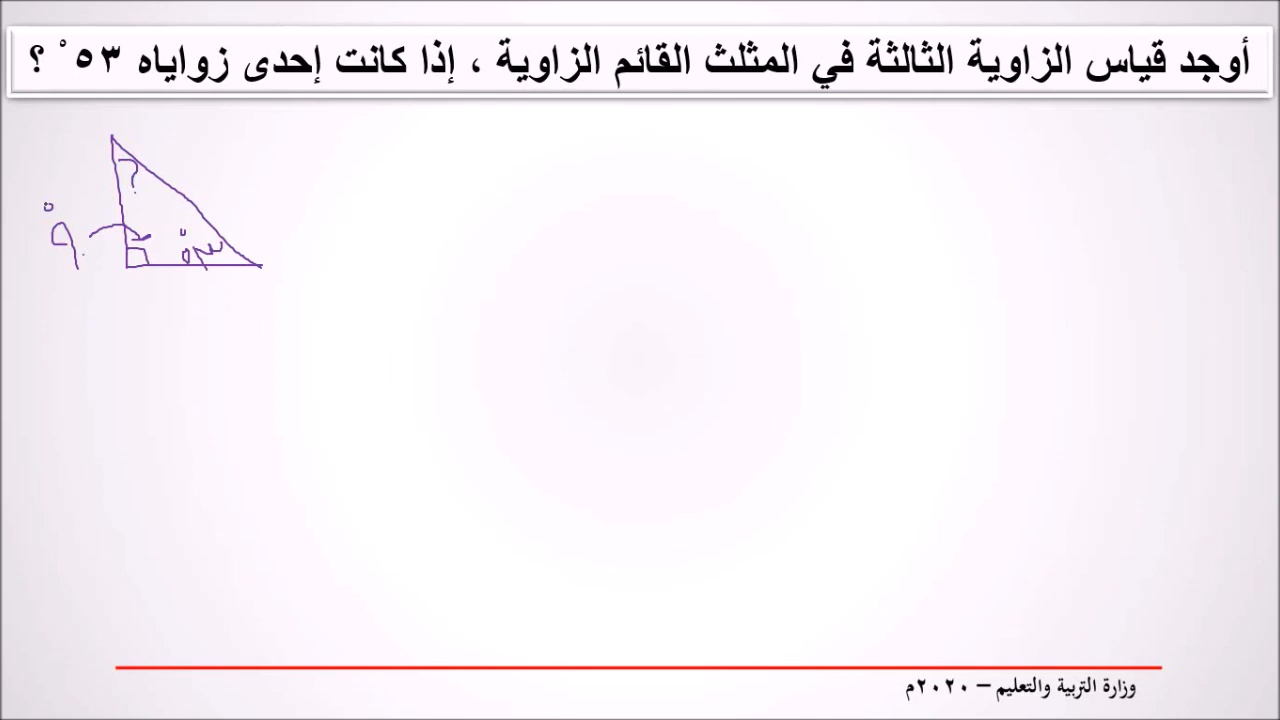 أوجد قياس الزاوية الثالثة في المثلث القائم الزاوية ، إذا كانت إحدى زواياه ٥٣ ° ؟
؟
٩٠°
٥٣°
وزارة التربية والتعليم – ٢٠٢٠م